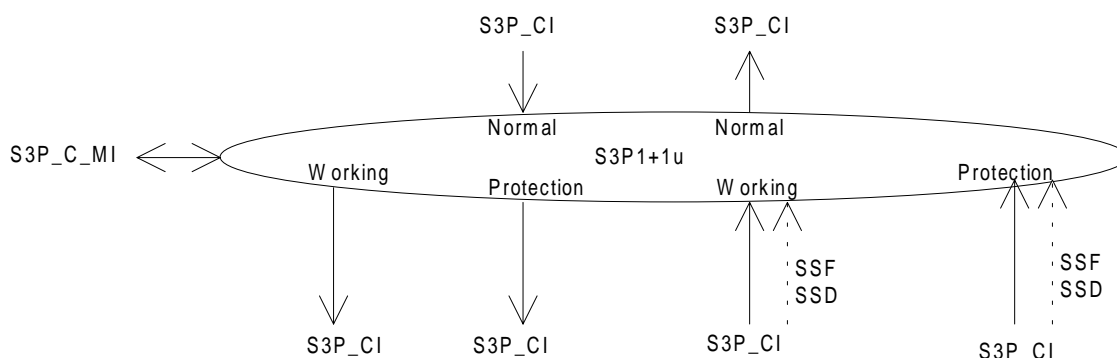 S3P_CI S3P_CI
Normal Normal
S3P_C_MI S3P1+1u
Working Protection Working Protection
SSF SSF
SSD SSD
S3P_CI S3P_CI S3P_CI S3P_CI